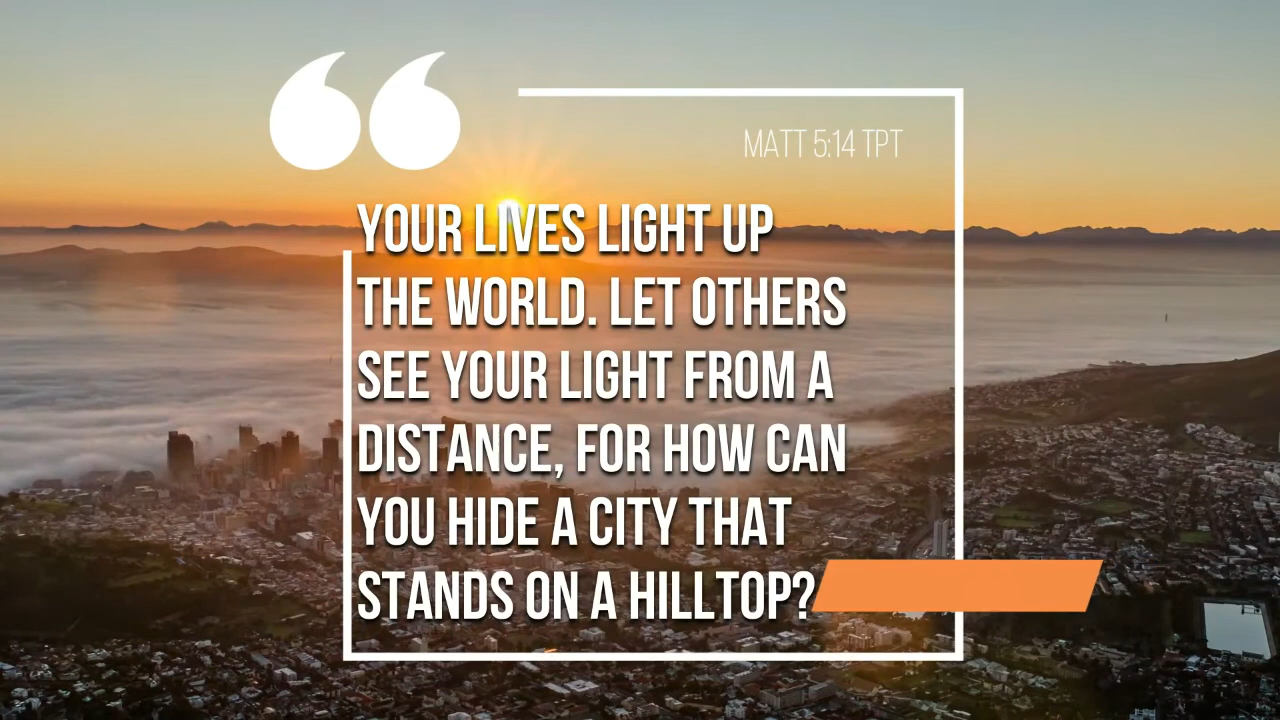 MATT 5:14 TPT
YOUR LIVES LIGHT UP
THE WORLD. LET OTHERS
SEE YOUR LIGHT FROM A
DISTANCE, FOR HOW CAN
YOU HIDE A CITY THAT
STANDS ON A HILLTOP?